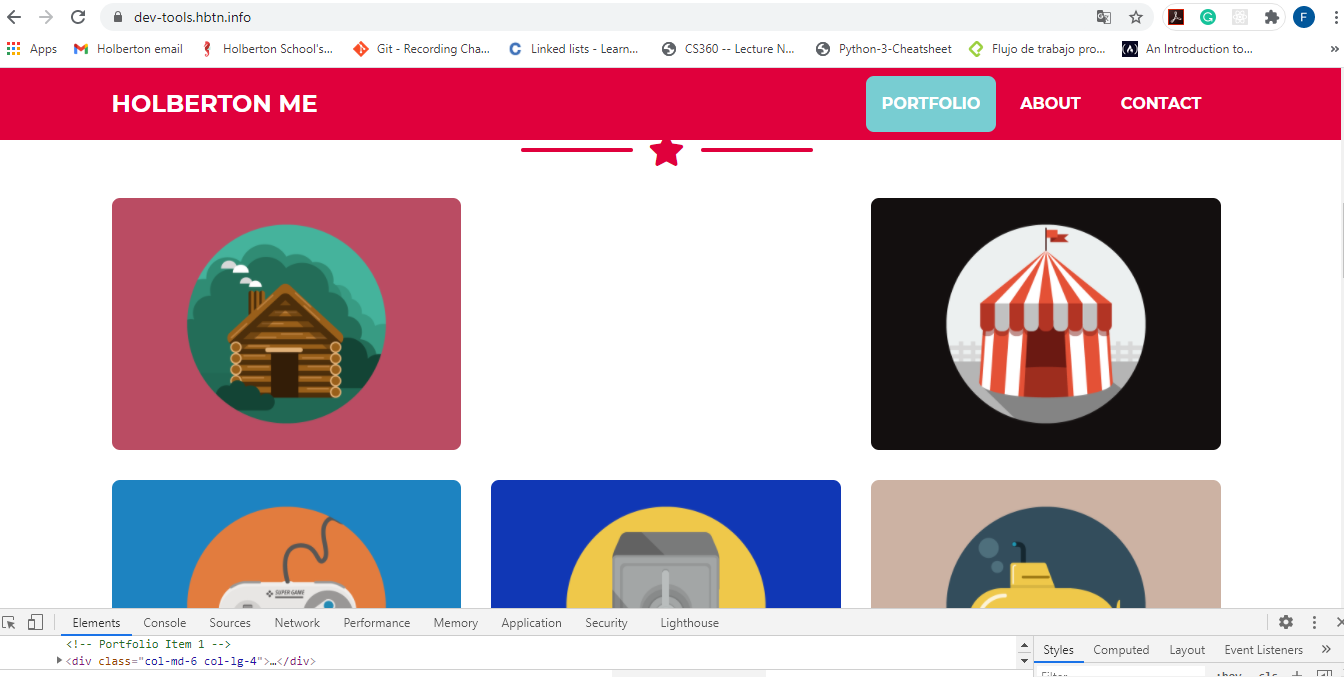 dev-tools.hbtn.info
F
Apps Holberton email Holberton School's... Git - Recording Cha... Linked lists - Learn... CS360 -- Lecture N... Python-3-Cheatsheet Flujo de trabajo pro... An Introduction to... »
HOLBERTON ME PORTFOLIO ABOUT CONTACT
SUPER GAME
Elements Console Sources Network Performance Memory Application Security Lighthouse
<!-- Portfolio Item 1 -->
<div class="col-md-6 col-lg-4">…</div>
Styles Computed Layout Event Listeners »
Filter :hov .cls +